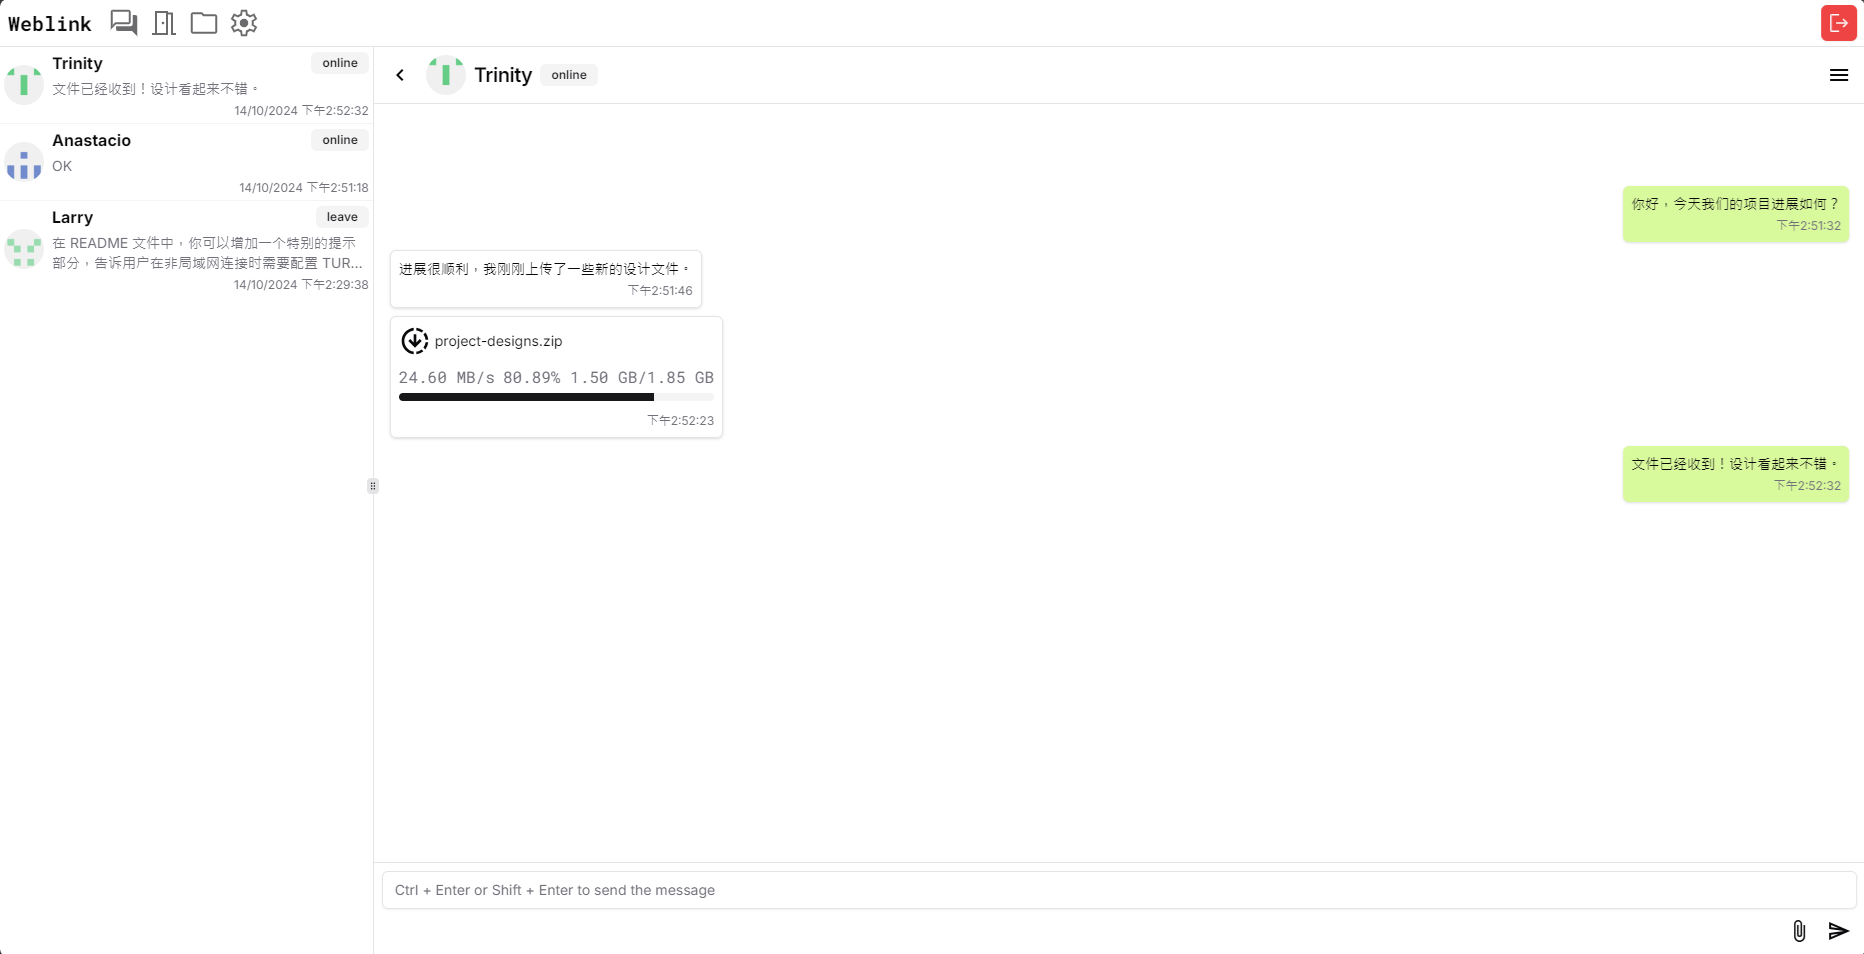 Weblink
Trinity
online
文件已经收到！设计看起来不错。
14/10/2024 下午2:52:32
Anastacio
online
OK
14/10/2024 下午2:51:18
Larry
leave
在 README 文件中，你可以增加一个特别的提示
部分，告诉用户在非局域网连接时需要配置 TUR...
14/10/2024 下午2:29:38
Trinity
online
你好，今天我们的项目进展如何？
下午2:51:32
进展很顺利，我刚刚上传了一些新的设计文件。
下午2:51:46
project-designs.zip
24.60 MB/s 80.89% 1.50 GB/1.85 GB
下午2:52:23
文件已经收到！设计看起来不错。
下午2:52:32
Ctrl + Enter or Shift + Enter to send the message